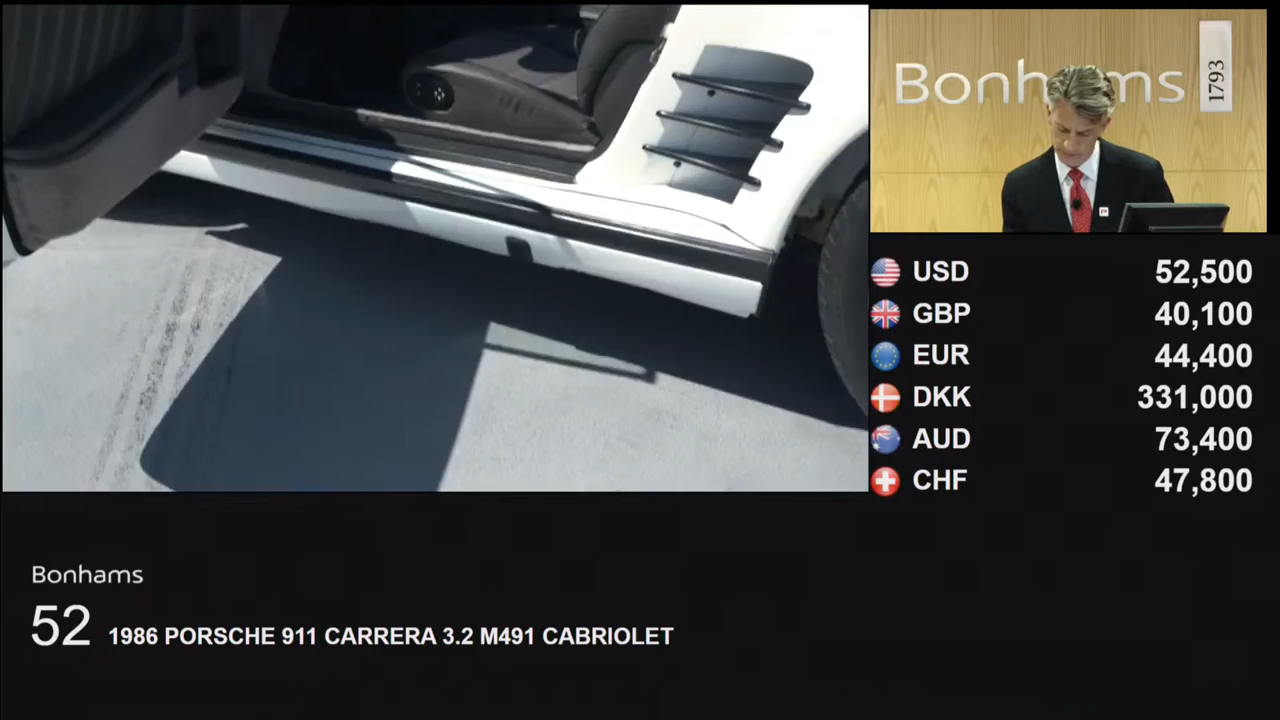 Bonhams
1793
USD 52,500
GBP 40,100
EUR 44,400
DKK 331,000
AUD 73,400
CHF 47,800
Bonhams
52 1986 PORSCHE 911 CARRERA 3.2 M491 CABRIOLET